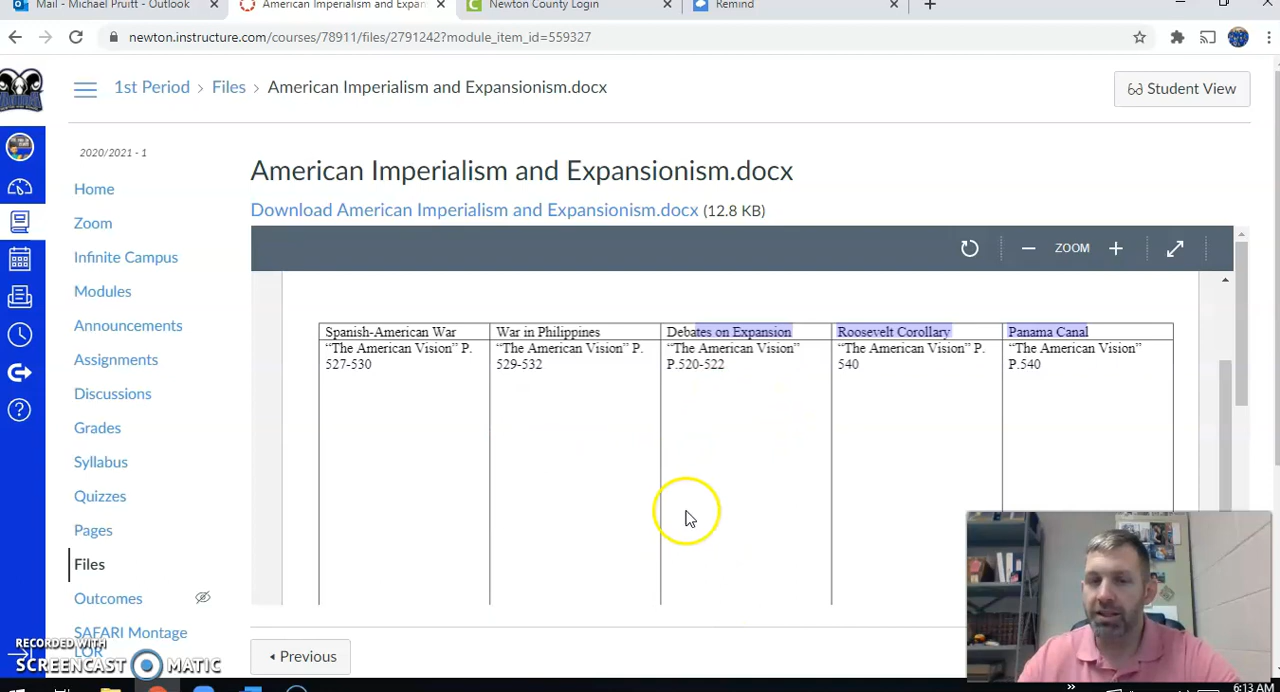 Mail - Michael Pruitt - Outlook
American Imperialism and Expan
Newton County Login
Remind
newton.instructure.com/courses/78911/files/2791242?module_item_id=559327
1st Period › Files › American Imperialism and Expansionism.docx
Student View
2020/2021 - 1
Home
Zoom
Infinite Campus
Modules
Announcements
Assignments
Discussions
Grades
Syllabus
Quizzes
Pages
Files
Outcomes
SAFARI Montage
LOR
American Imperialism and Expansionism.docx
Download American Imperialism and Expansionism.docx (12.8 KB)
ZOOM
Spanish-American War
War in Philippines
Debates on Expansion
Roosevelt Corollary
Panama Canal
“The American Vision” P.
527-530
“The American Vision” P.
529-532
“The American Vision”
P.520-522
“The American Vision” P.
540
“The American Vision”
P.540
Previous
RECORDED WITH
SCREENCAST MATIC
6:13 AM